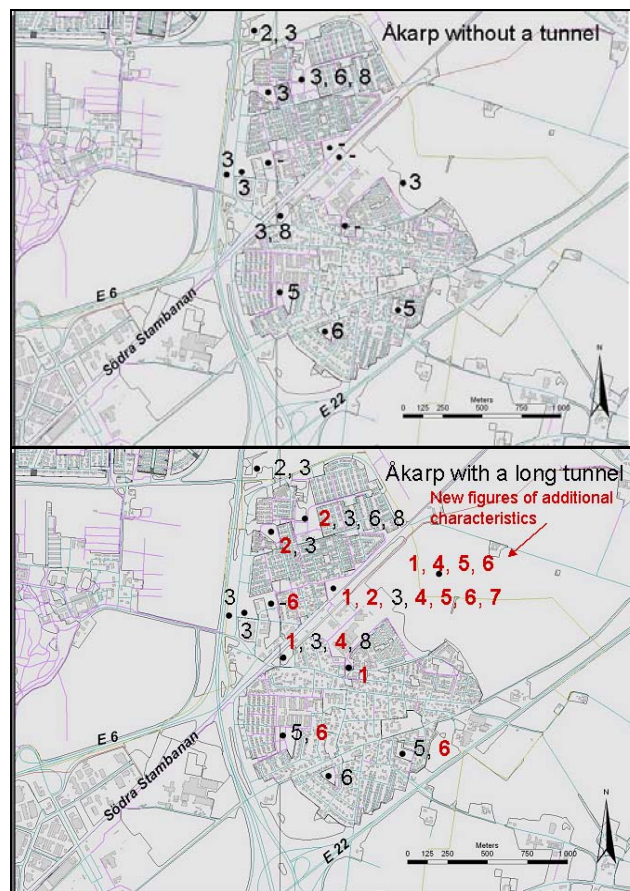 Åkarp without a tunnel
2, 3
3, 6, 8
3
-
-
-
3
3
3
3, 8
-
5
5
6
E 6
Södra Stambanan
E 22
N
Meters
0 125 250 500 750 1 000
Åkarp with a long tunnel
New figures of additional
characteristics
2, 3
2, 3, 6, 8
2, 3
1, 4, 5, 6
-6
1, 2, 3, 4, 5, 6, 7
3
3
1, 3, 4, 8
1
5, 6
5, 6
6
E 6
Södra Stambanan
E 22
N
Meters
0 125 250 500 750 1 000